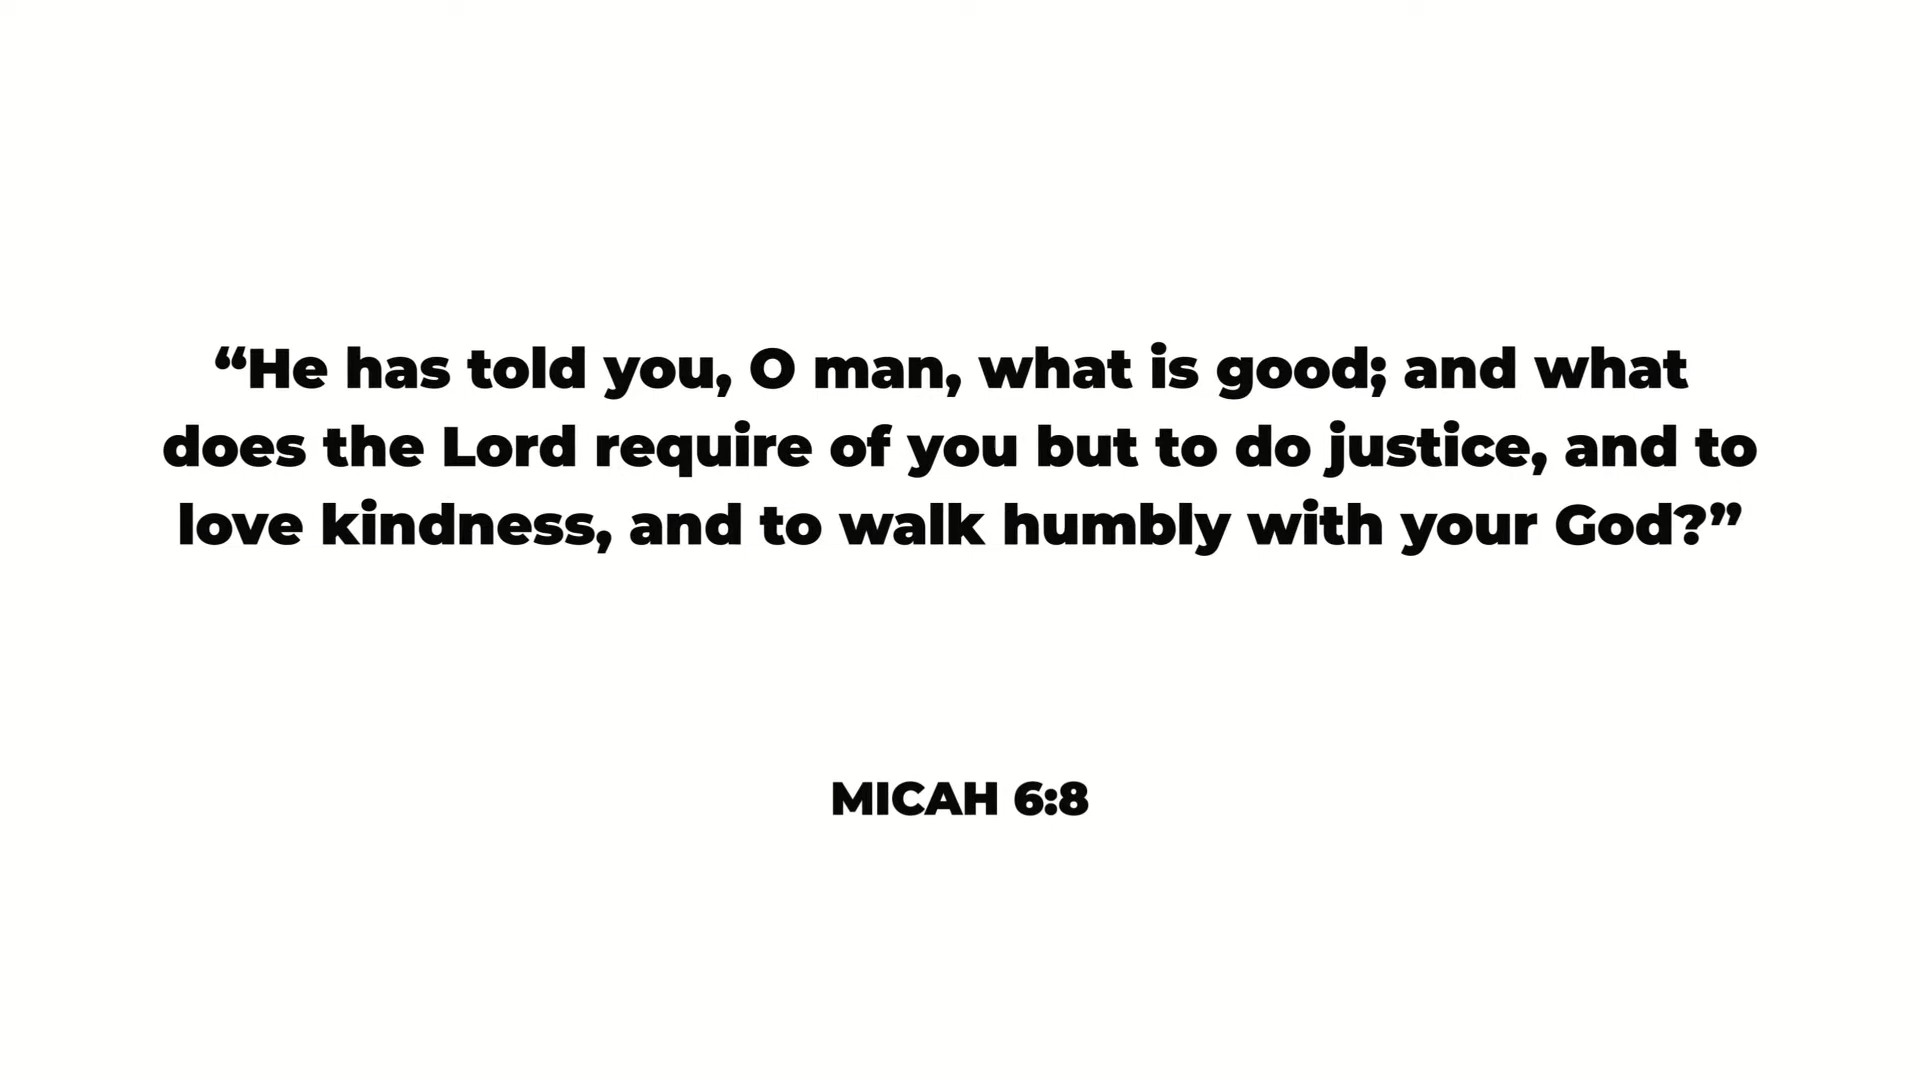 “He has told you, O man, what is good; and what
does the Lord require of you but to do justice, and to
love kindness, and to walk humbly with your God?”
MICAH 6:8